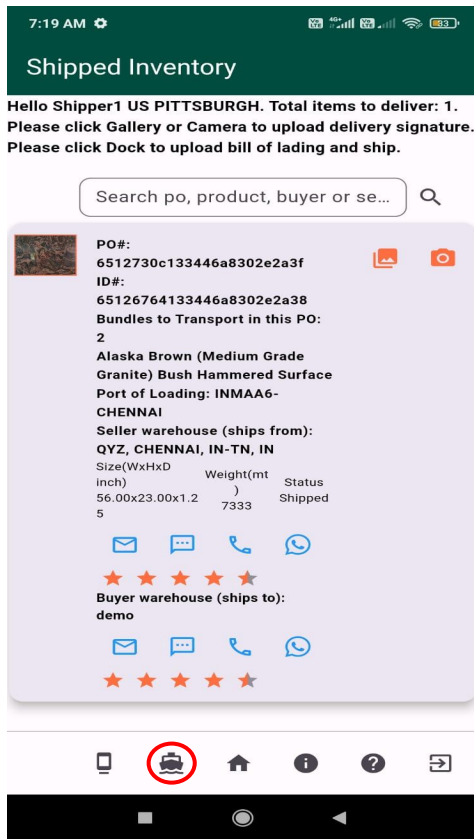 7:19 AM
4G+
83
Shipped Inventory
Hello Shipper1 US PITTSBURGH. Total items to deliver: 1.
Please click Gallery or Camera to upload delivery signature.
Please click Dock to upload bill of lading and ship.
Search po, product, buyer or se...
PO#:
6512730c133446a8302e2a3f
ID#:
65126764133446a8302e2a38
Bundles to Transport in this PO:
2
Alaska Brown (Medium Grade
Granite) Bush Hammered Surface
Port of Loading: INMAA6-
CHENNAI
Seller warehouse (ships from):
QYZ, CHENNAI, IN-TN, IN
Size(WxHxD
inch)
56.00x23.00x1.2
5
Weight(mt
)
7333
Status
Shipped
Buyer warehouse (ships to):
demo